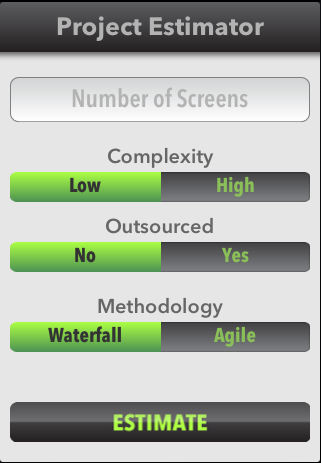 Project Estimator
Number of Screens
Complexity
Low High
Outsourced
No Yes
Methodology
Waterfall Agile
ESTIMATE